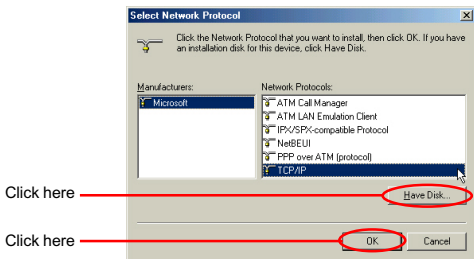 Select Network Protocol
Click the Network Protocol that you want to install, then click OK. If you have
an installation disk for this device, click Have Disk.
Manufacturers:
Microsoft
Network Protocols:
ATM Call Manager
ATM LAN Emulation Client
IPX/SPX-compatible Protocol
NetBEUI
PPP over ATM (protocol)
TCP/IP
Click here
Have Disk...
Click here
OK
Cancel